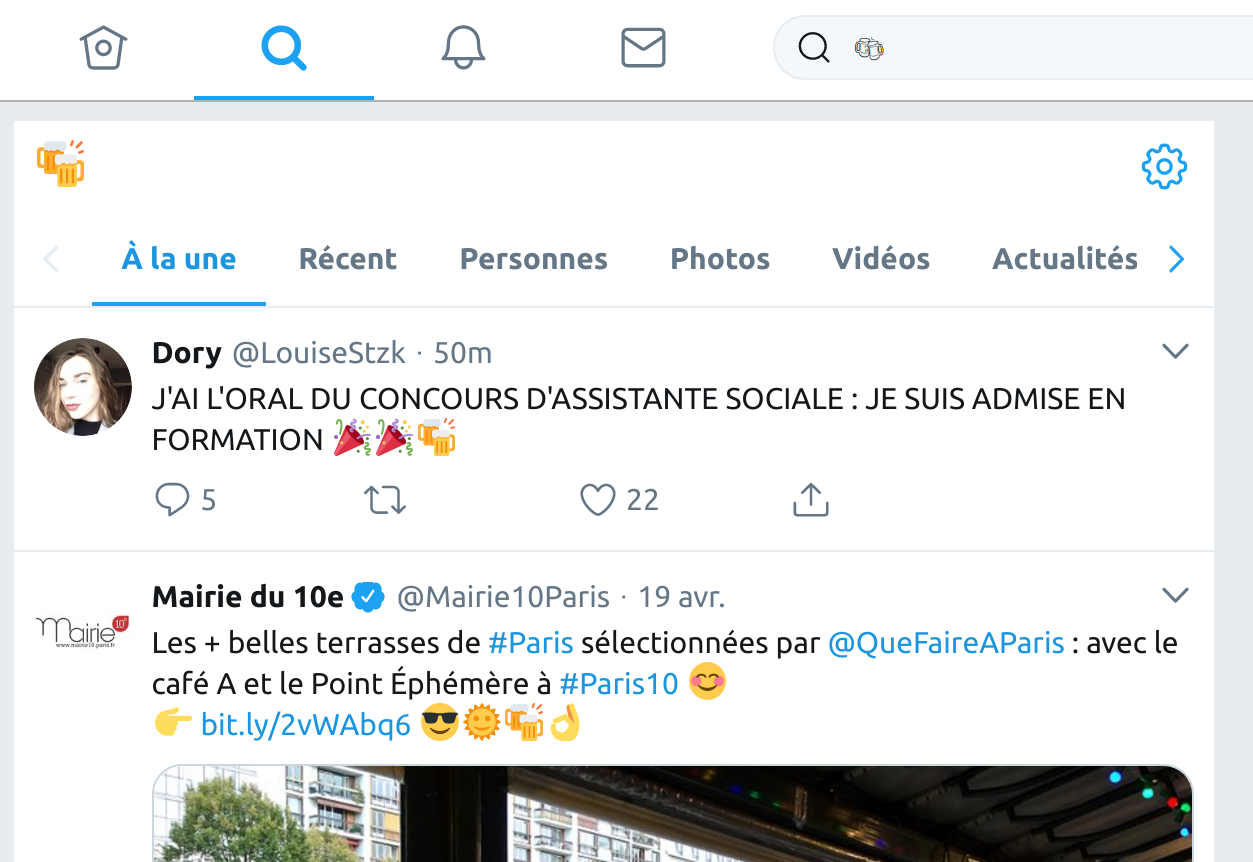 🍻
🍻
À la une Récent Personnes Photos Vidéos Actualités
Dory @LouiseStzk · 50m
J'AI L'ORAL DU CONCOURS D'ASSISTANTE SOCIALE : JE SUIS ADMISE EN
FORMATION 🎉🎉🍻
5 22
Mairie du 10e @Mairie10Paris · 19 avr.
Mairie 10e
www.mairie10.paris.fr
Les + belles terrasses de #Paris sélectionnées par @QueFaireAParis : avec le
café A et le Point Éphémère à #Paris10 😊
👉 bit.ly/2vWAbq6 😎🌞🍻👌